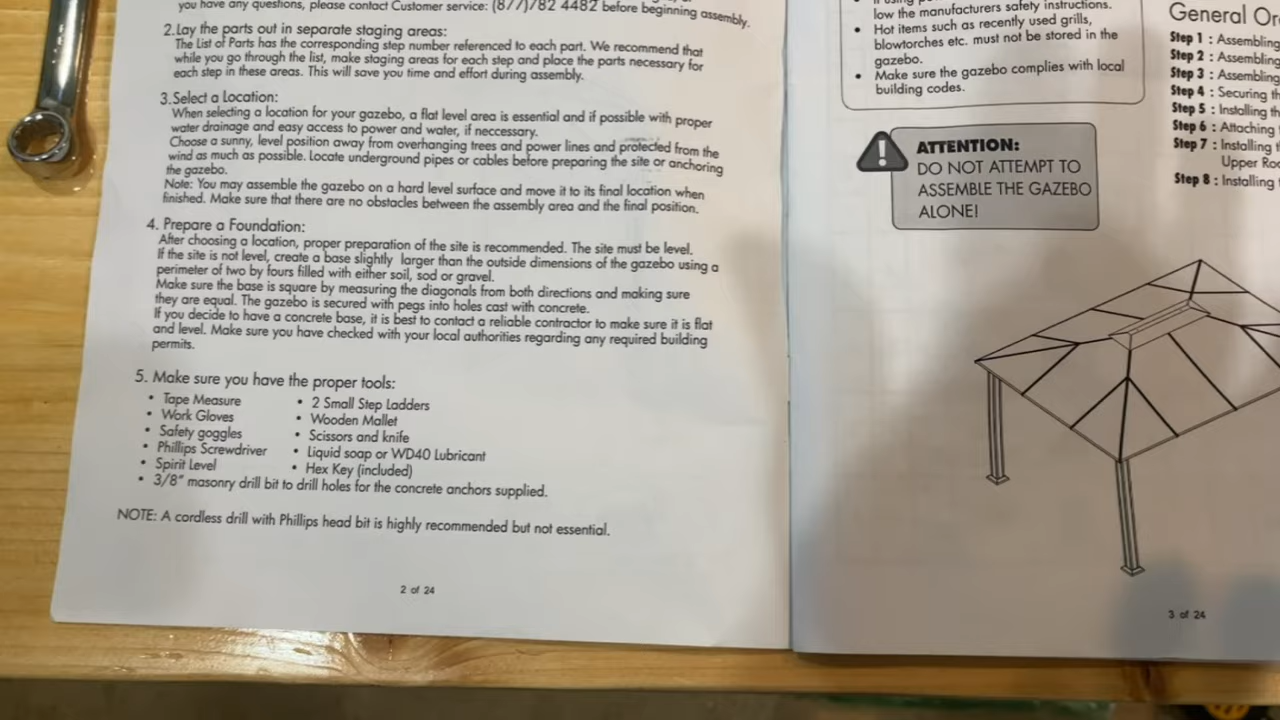 you have any questions, please contact Customer service: (877)782 4482 before beginning assembly.
2.Lay the parts out in separate staging areas:
The List of Parts has the corresponding step number referenced to each part. We recommend that
while you go through the list, make staging areas for each step and place the parts necessary for
each step in these areas. This will save you time and effort during assembly.
3.Select a Location:
When selecting a location for your gazebo, a flat level area is essential and if possible with proper
water drainage and easy access to power and water, if neccessary.
Choose a sunny, level position away from overhanging trees and power lines and protected from the
wind as much as possible. Locate underground pipes or cables before preparing the site or anchoring
the gazebo.
Note: You may assemble the gazebo on a hard level surface and move it to its final location when
finished. Make sure that there are no obstacles between the assembly area and the final position.
4. Prepare a Foundation:
After choosing a location, proper preparation of the site is recommended. The site must be level.
If the site is not level, create a base slightly larger than the outside dimensions of the gazebo using a
perimeter of two by fours filled with either soil, sod or gravel.
Make sure the base is square by measuring the diagonals from both directions and making sure
they are equal. The gazebo is secured with pegs into holes cast with concrete.
If you decide to have a concrete base, it is best to contact a reliable contractor to make sure it is flat
and level. Make sure you have checked with your local authorities regarding any required building
permits.
5. Make sure you have the proper tools:
• Tape Measure
• Work Gloves
• Safety goggles
• Phillips Screwdriver
• Spirit Level
• 2 Small Step Ladders
• Wooden Mallet
• Scissors and knife
• Liquid soap or WD40 Lubricant
• Hex Key (included)
• 3/8" masonry drill bit to drill holes for the concrete anchors supplied.
NOTE: A cordless drill with Phillips head bit is highly recommended but not essential.
2 of 24
low the manufacturers safety instructions.
• Hot items such as recently used grills,
blowtorches etc. must not be stored in the
gazebo.
• Make sure the gazebo complies with local
building codes.
ATTENTION:
DO NOT ATTEMPT TO
ASSEMBLE THE GAZEBO
ALONE!
General Or
Step 1 : Assembling
Step 2 : Assembling
Step 3 : Assembling
Step 4 : Securing th
Step 5 : Installing th
Step 6 : Attaching
Step 7 : Installing t
Upper Roo
Step 8 : Installing
3 of 24